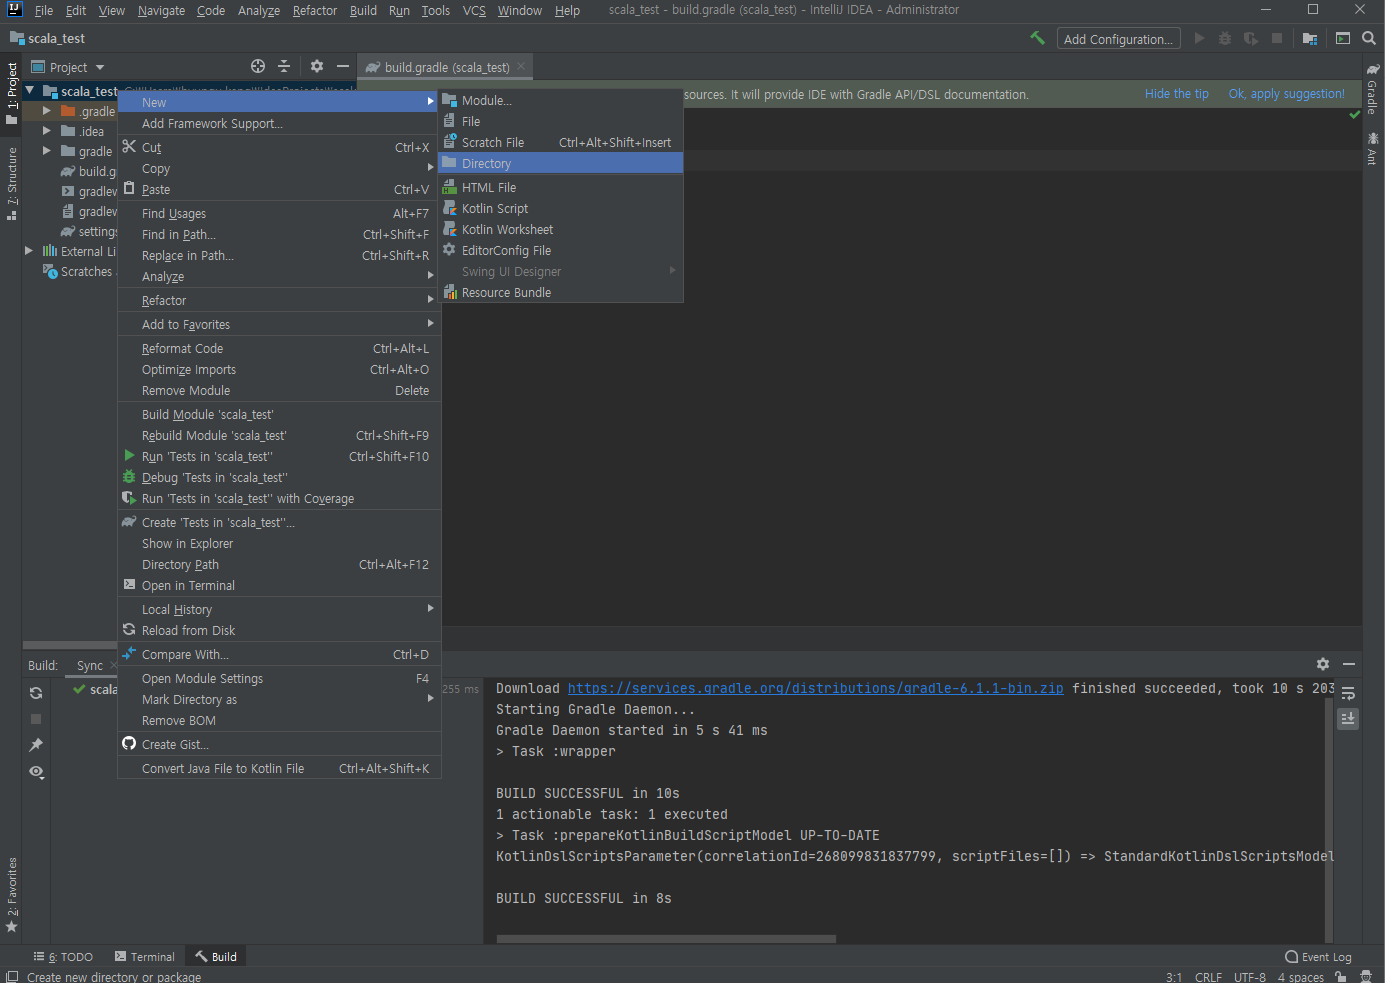 File Edit View Navigate Code Analyze Refactor Build Run Tools VCS Window Help scala_test - build.gradle (scala_test) - IntelliJ IDEA - Administrator
scala_test
Add Configuration...
1: Project
Project
build.gradle (scala_test)
scala_test
sources. It will provide IDE with Gradle API/DSL documentation.
Hide the tip
Ok, apply suggestion!
.gradle
.idea
gradle
build.g
gradlew
gradlew
settings
External Li
Scratches
7: Structure
Gradle
Ant
New
Add Framework Support...
Cut Ctrl+X
Copy
Paste Ctrl+V
Find Usages Alt+F7
Find in Path... Ctrl+Shift+F
Replace in Path... Ctrl+Shift+R
Analyze
Refactor
Add to Favorites
Reformat Code Ctrl+Alt+L
Optimize Imports Ctrl+Alt+O
Remove Module Delete
Build Module 'scala_test'
Rebuild Module 'scala_test' Ctrl+Shift+F9
Run 'Tests in 'scala_test'' Ctrl+Shift+F10
Debug 'Tests in 'scala_test''
Run 'Tests in 'scala_test'' with Coverage
Create 'Tests in 'scala_test''...
Show in Explorer
Directory Path Ctrl+Alt+F12
Open in Terminal
Local History
Reload from Disk
Compare With... Ctrl+D
Open Module Settings F4
Mark Directory as
Remove BOM
Create Gist...
Convert Java File to Kotlin File Ctrl+Alt+Shift+K
Module...
File
Scratch File Ctrl+Alt+Shift+Insert
Directory
HTML File
Kotlin Script
Kotlin Worksheet
EditorConfig File
Swing UI Designer
Resource Bundle
Build: Sync
scala
255 ms
Download https://services.gradle.org/distributions/gradle-6.1.1-bin.zip finished succeeded, took 10 s 203
Starting Gradle Daemon...
Gradle Daemon started in 5 s 41 ms
> Task :wrapper
BUILD SUCCESSFUL in 10s
1 actionable task: 1 executed
> Task :prepareKotlinBuildScriptModel UP-TO-DATE
KotlinDslScriptsParameter(correlationId=268099831837799, scriptFiles=[]) => StandardKotlinDslScriptsModel
BUILD SUCCESSFUL in 8s
2: Favorites
6: TODO
Terminal
Build
Event Log
Create new directory or package
3:1 CRLF UTF-8 4 spaces